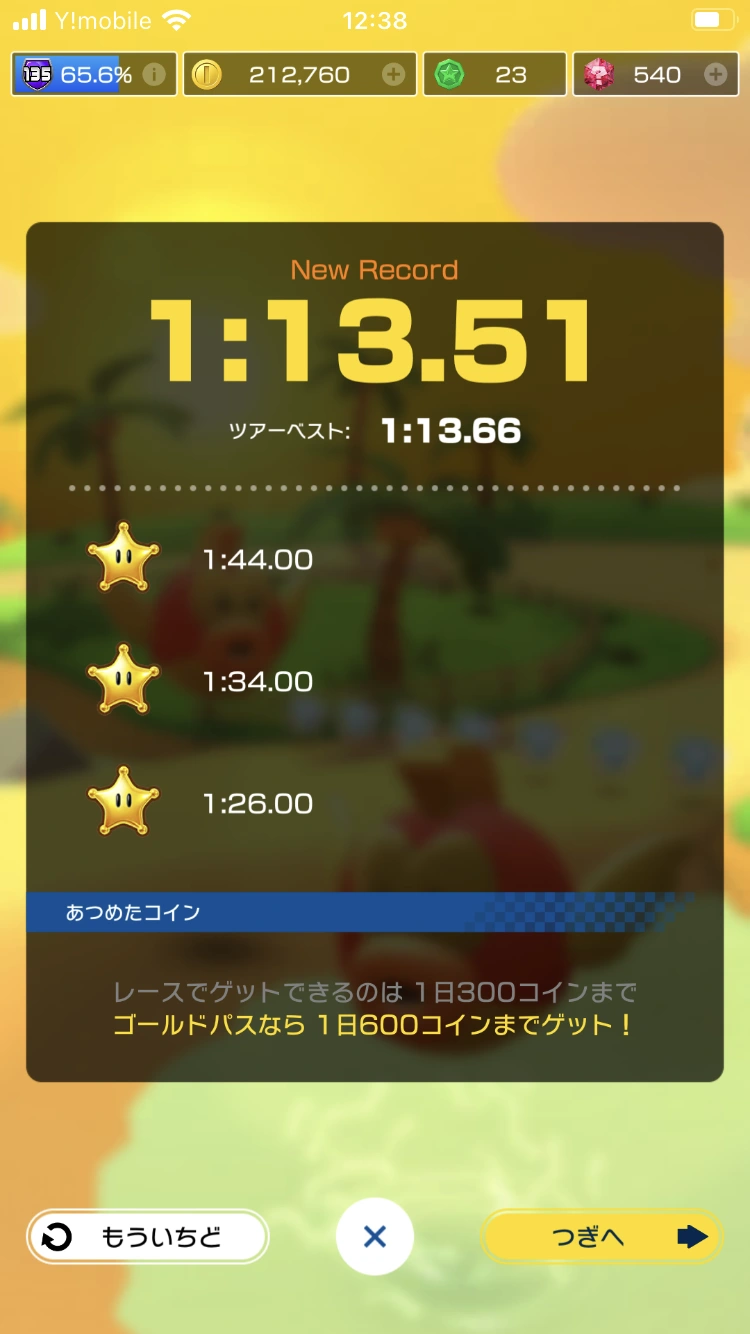 Y!mobile 12:38
135 65.6% 212,760 23 540
New Record
1:13.51
ツアーベスト: 1:13.66
1:44.00
1:34.00
1:26.00
あつめたコイン
レースでゲットできるのは 1日300コインまで
ゴールドパスなら 1日600コインまでゲット！
もういちど つぎへ